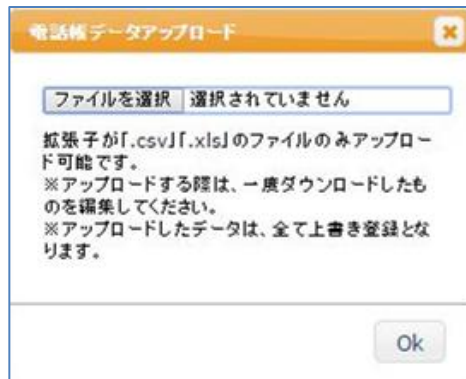 電話帳データアップロード
ファイルを選択 選択されていません
拡張子が「.csv」「.xls」のファイルのみアップロー
ド可能です。
※アップロードする際は、一度ダウンロードしたも
のを編集してください。
※アップロードしたデータは、全て上書き登録とな
ります。
Ok